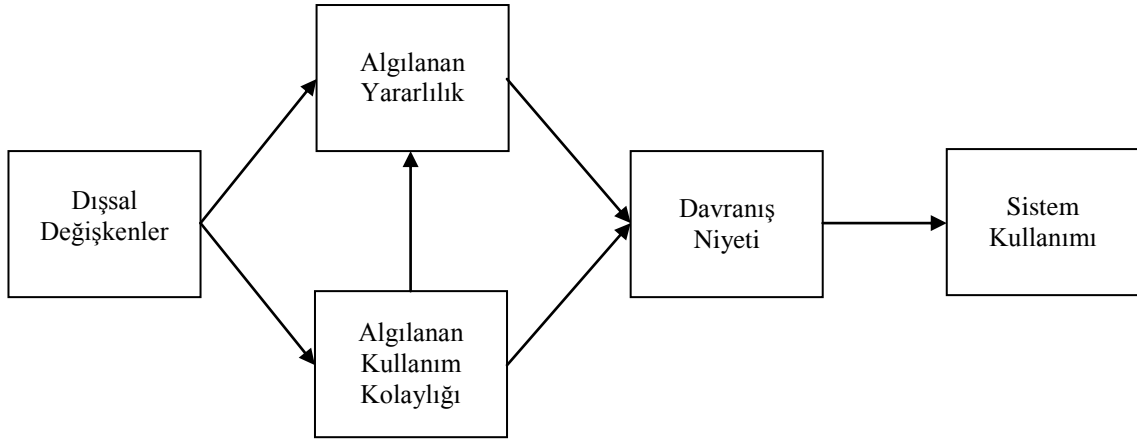 Algılanan
Yararlılık
Dışsal
Değişkenler
Davranış
Niyeti
Sistem
Kullanımı
Algılanan
Kullanım
Kolaylığı